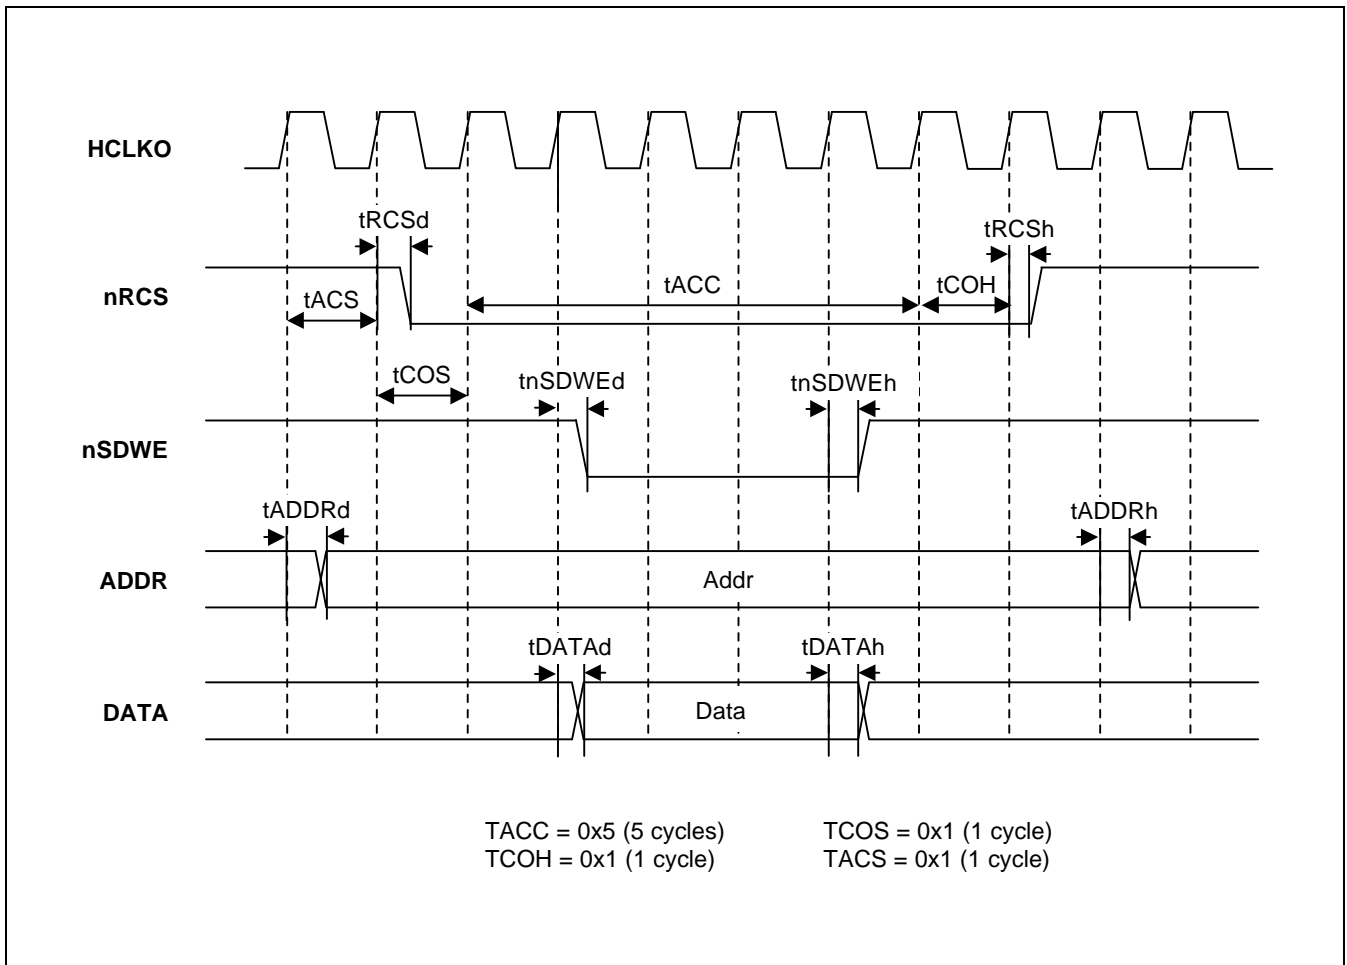 HCLKO
tRCSd
tRCSh
nRCS
tACS
tACC
tCOH
tCOS
tnSDWEd
tnSDWEh
nSDWE
tADDRd
tADDRh
ADDR
Addr
tDATAd
tDATAh
DATA
Data
TACC = 0x5 (5 cycles)
TCOS = 0x1 (1 cycle)
TCOH = 0x1 (1 cycle)
TACS = 0x1 (1 cycle)